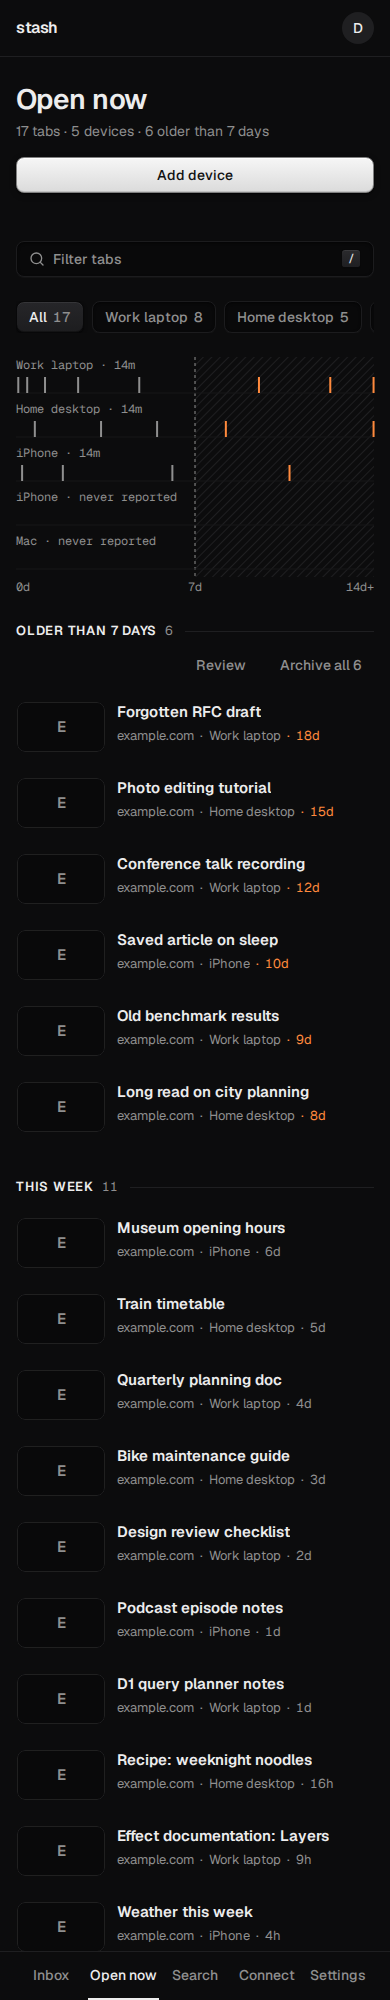 stash
D
Open now
17 tabs · 5 devices · 6 older than 7 days
Add device
Filter tabs
/
All 17
Work laptop 8
Home desktop 5
Work laptop · 14m
Home desktop · 14m
iPhone · 14m
iPhone · never reported
Mac · never reported
0d
7d
14d+
OLDER THAN 7 DAYS 6
Review
Archive all 6
E
Forgotten RFC draft
example.com · Work laptop · 18d
E
Photo editing tutorial
example.com · Home desktop · 15d
E
Conference talk recording
example.com · Work laptop · 12d
E
Saved article on sleep
example.com · iPhone · 10d
E
Old benchmark results
example.com · Work laptop · 9d
E
Long read on city planning
example.com · Home desktop · 8d
THIS WEEK 11
E
Museum opening hours
example.com · iPhone · 6d
E
Train timetable
example.com · Home desktop · 5d
E
Quarterly planning doc
example.com · Work laptop · 4d
E
Bike maintenance guide
example.com · Home desktop · 3d
E
Design review checklist
example.com · Work laptop · 2d
E
Podcast episode notes
example.com · iPhone · 1d
E
D1 query planner notes
example.com · Work laptop · 1d
E
Recipe: weeknight noodles
example.com · Home desktop · 16h
E
Effect documentation: Layers
example.com · Work laptop · 9h
E
Weather this week
example.com · iPhone · 4h
Inbox
Open now
Search
Connect
Settings